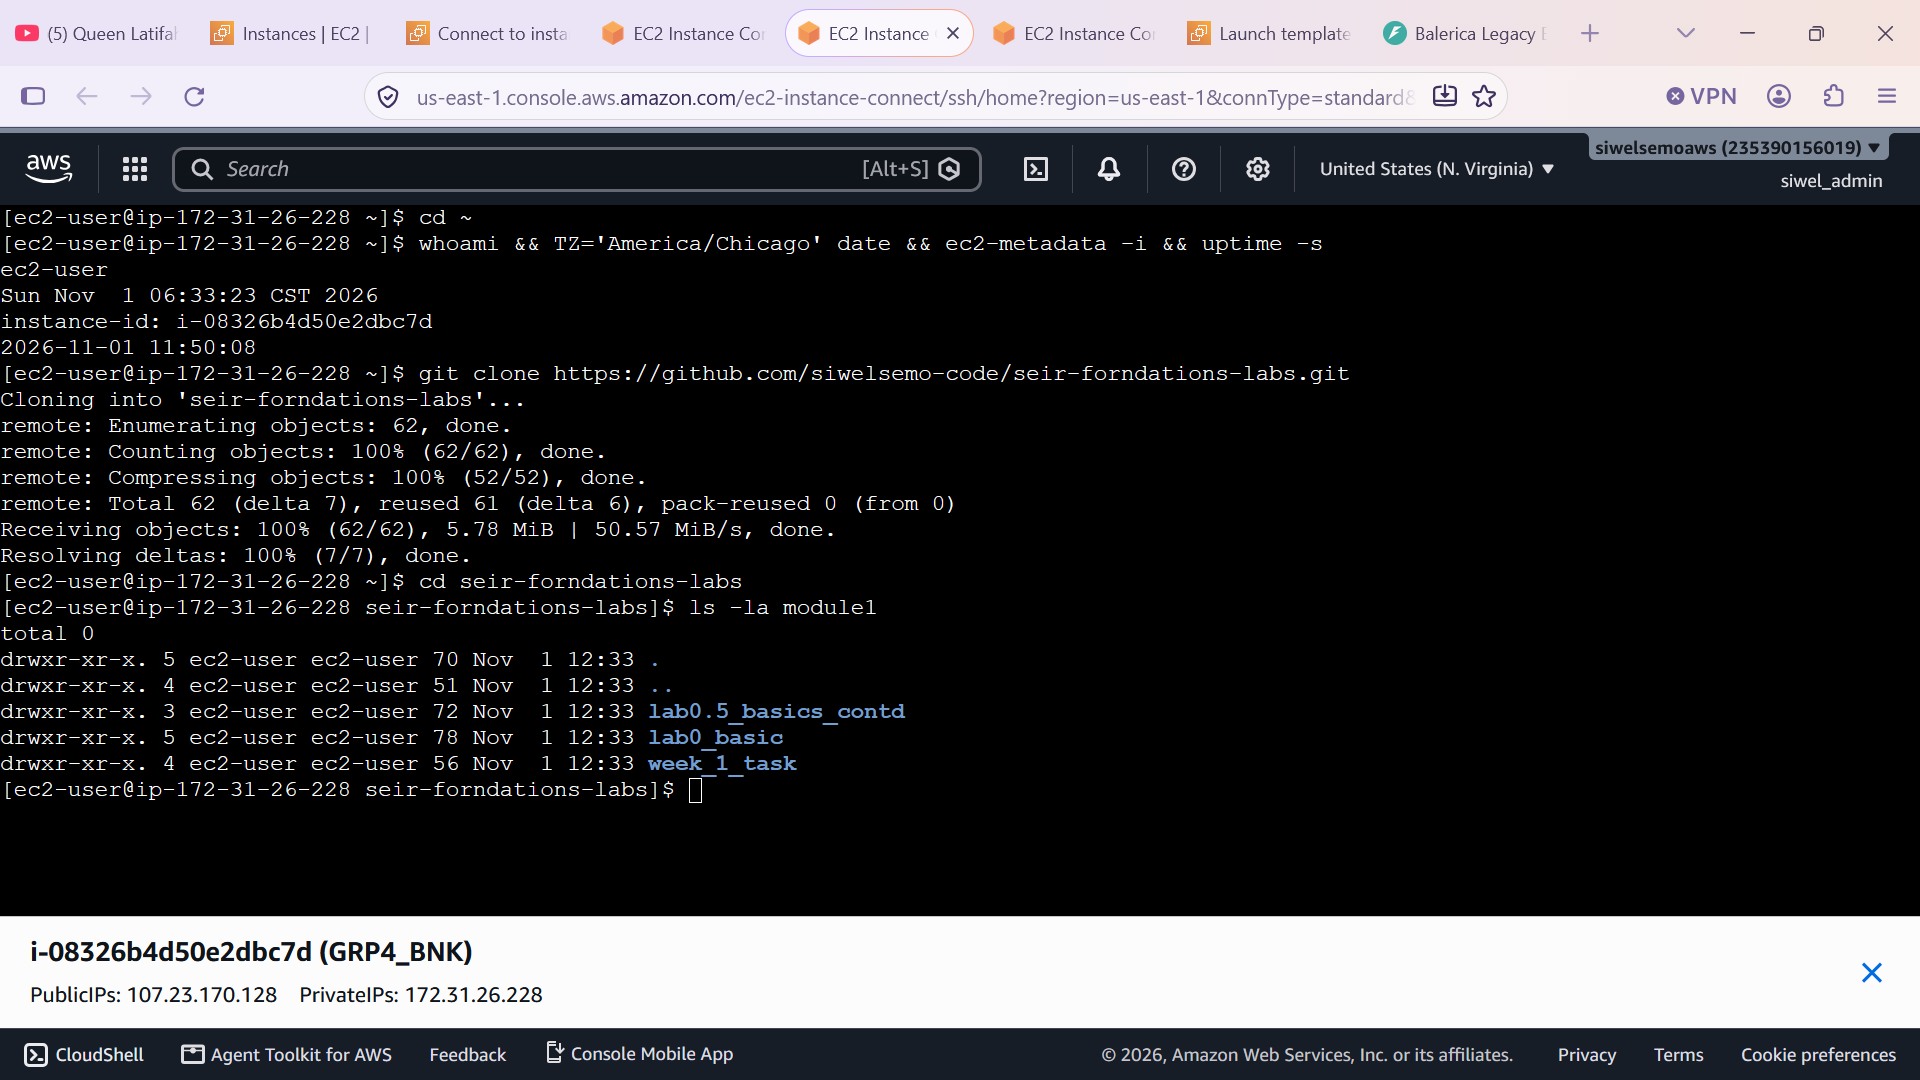 (5) Queen Latifa
Instances | EC2 |
Connect to insta
EC2 Instance Co
EC2 Instance
EC2 Instance Co
Launch template
Balerica Legacy E
us-east-1.console.aws.amazon.com/ec2-instance-connect/ssh/home?region=us-east-1&connType=standard&
VPN
aws
Search
[Alt+S]
United States (N. Virginia) ▼
siwelsemoaws (235390156019) ▼
siwel_admin
[ec2-user@ip-172-31-26-228 ~]$ cd ~
[ec2-user@ip-172-31-26-228 ~]$ whoami && TZ='America/Chicago' date && ec2-metadata -i && uptime -s
ec2-user
Sun Nov  1 06:33:23 CST 2026
instance-id: i-08326b4d50e2dbc7d
2026-11-01 11:50:08
[ec2-user@ip-172-31-26-228 ~]$ git clone https://github.com/siwelsemo-code/seir-forndations-labs.git
Cloning into 'seir-forndations-labs'...
remote: Enumerating objects: 62, done.
remote: Counting objects: 100% (62/62), done.
remote: Compressing objects: 100% (52/52), done.
remote: Total 62 (delta 7), reused 61 (delta 6), pack-reused 0 (from 0)
Receiving objects: 100% (62/62), 5.78 MiB | 50.57 MiB/s, done.
Resolving deltas: 100% (7/7), done.
[ec2-user@ip-172-31-26-228 ~]$ cd seir-forndations-labs
[ec2-user@ip-172-31-26-228 seir-forndations-labs]$ ls -la module1
total 0
drwxr-xr-x. 5 ec2-user ec2-user 70 Nov  1 12:33 .
drwxr-xr-x. 4 ec2-user ec2-user 51 Nov  1 12:33 ..
drwxr-xr-x. 3 ec2-user ec2-user 72 Nov  1 12:33 lab0.5_basics_contd
drwxr-xr-x. 5 ec2-user ec2-user 78 Nov  1 12:33 lab0_basic
drwxr-xr-x. 4 ec2-user ec2-user 56 Nov  1 12:33 week_1_task
[ec2-user@ip-172-31-26-228 seir-forndations-labs]$
i-08326b4d50e2dbc7d (GRP4_BNK)
PublicIPs: 107.23.170.128 PrivateIPs: 172.31.26.228
CloudShell
Agent Toolkit for AWS
Feedback
Console Mobile App
© 2026, Amazon Web Services, Inc. or its affiliates.
Privacy
Terms
Cookie preferences